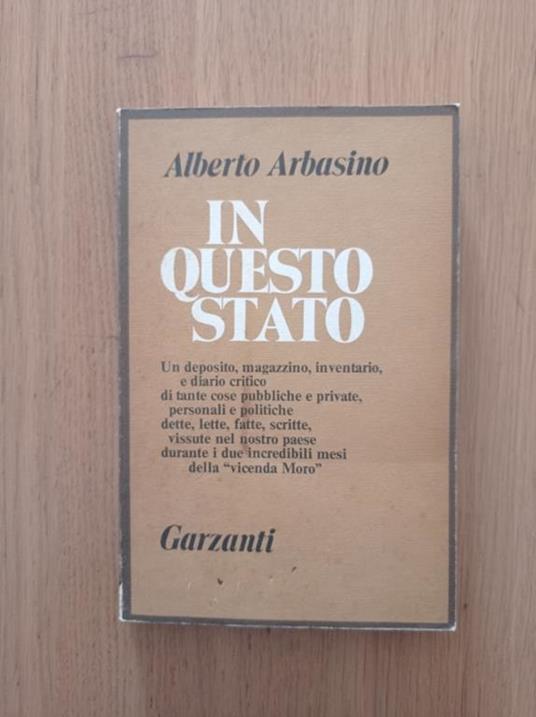 Alberto Arbasino
IN
QUESTO
STATO
Un deposito, magazzino, inventario,
e diario critico
di tante cose pubbliche e private,
personali e politiche
dette, lette, fatte, scritte,
vissute nel nostro paese
durante i due incredibili mesi
della “vicenda Moro”
Garzanti